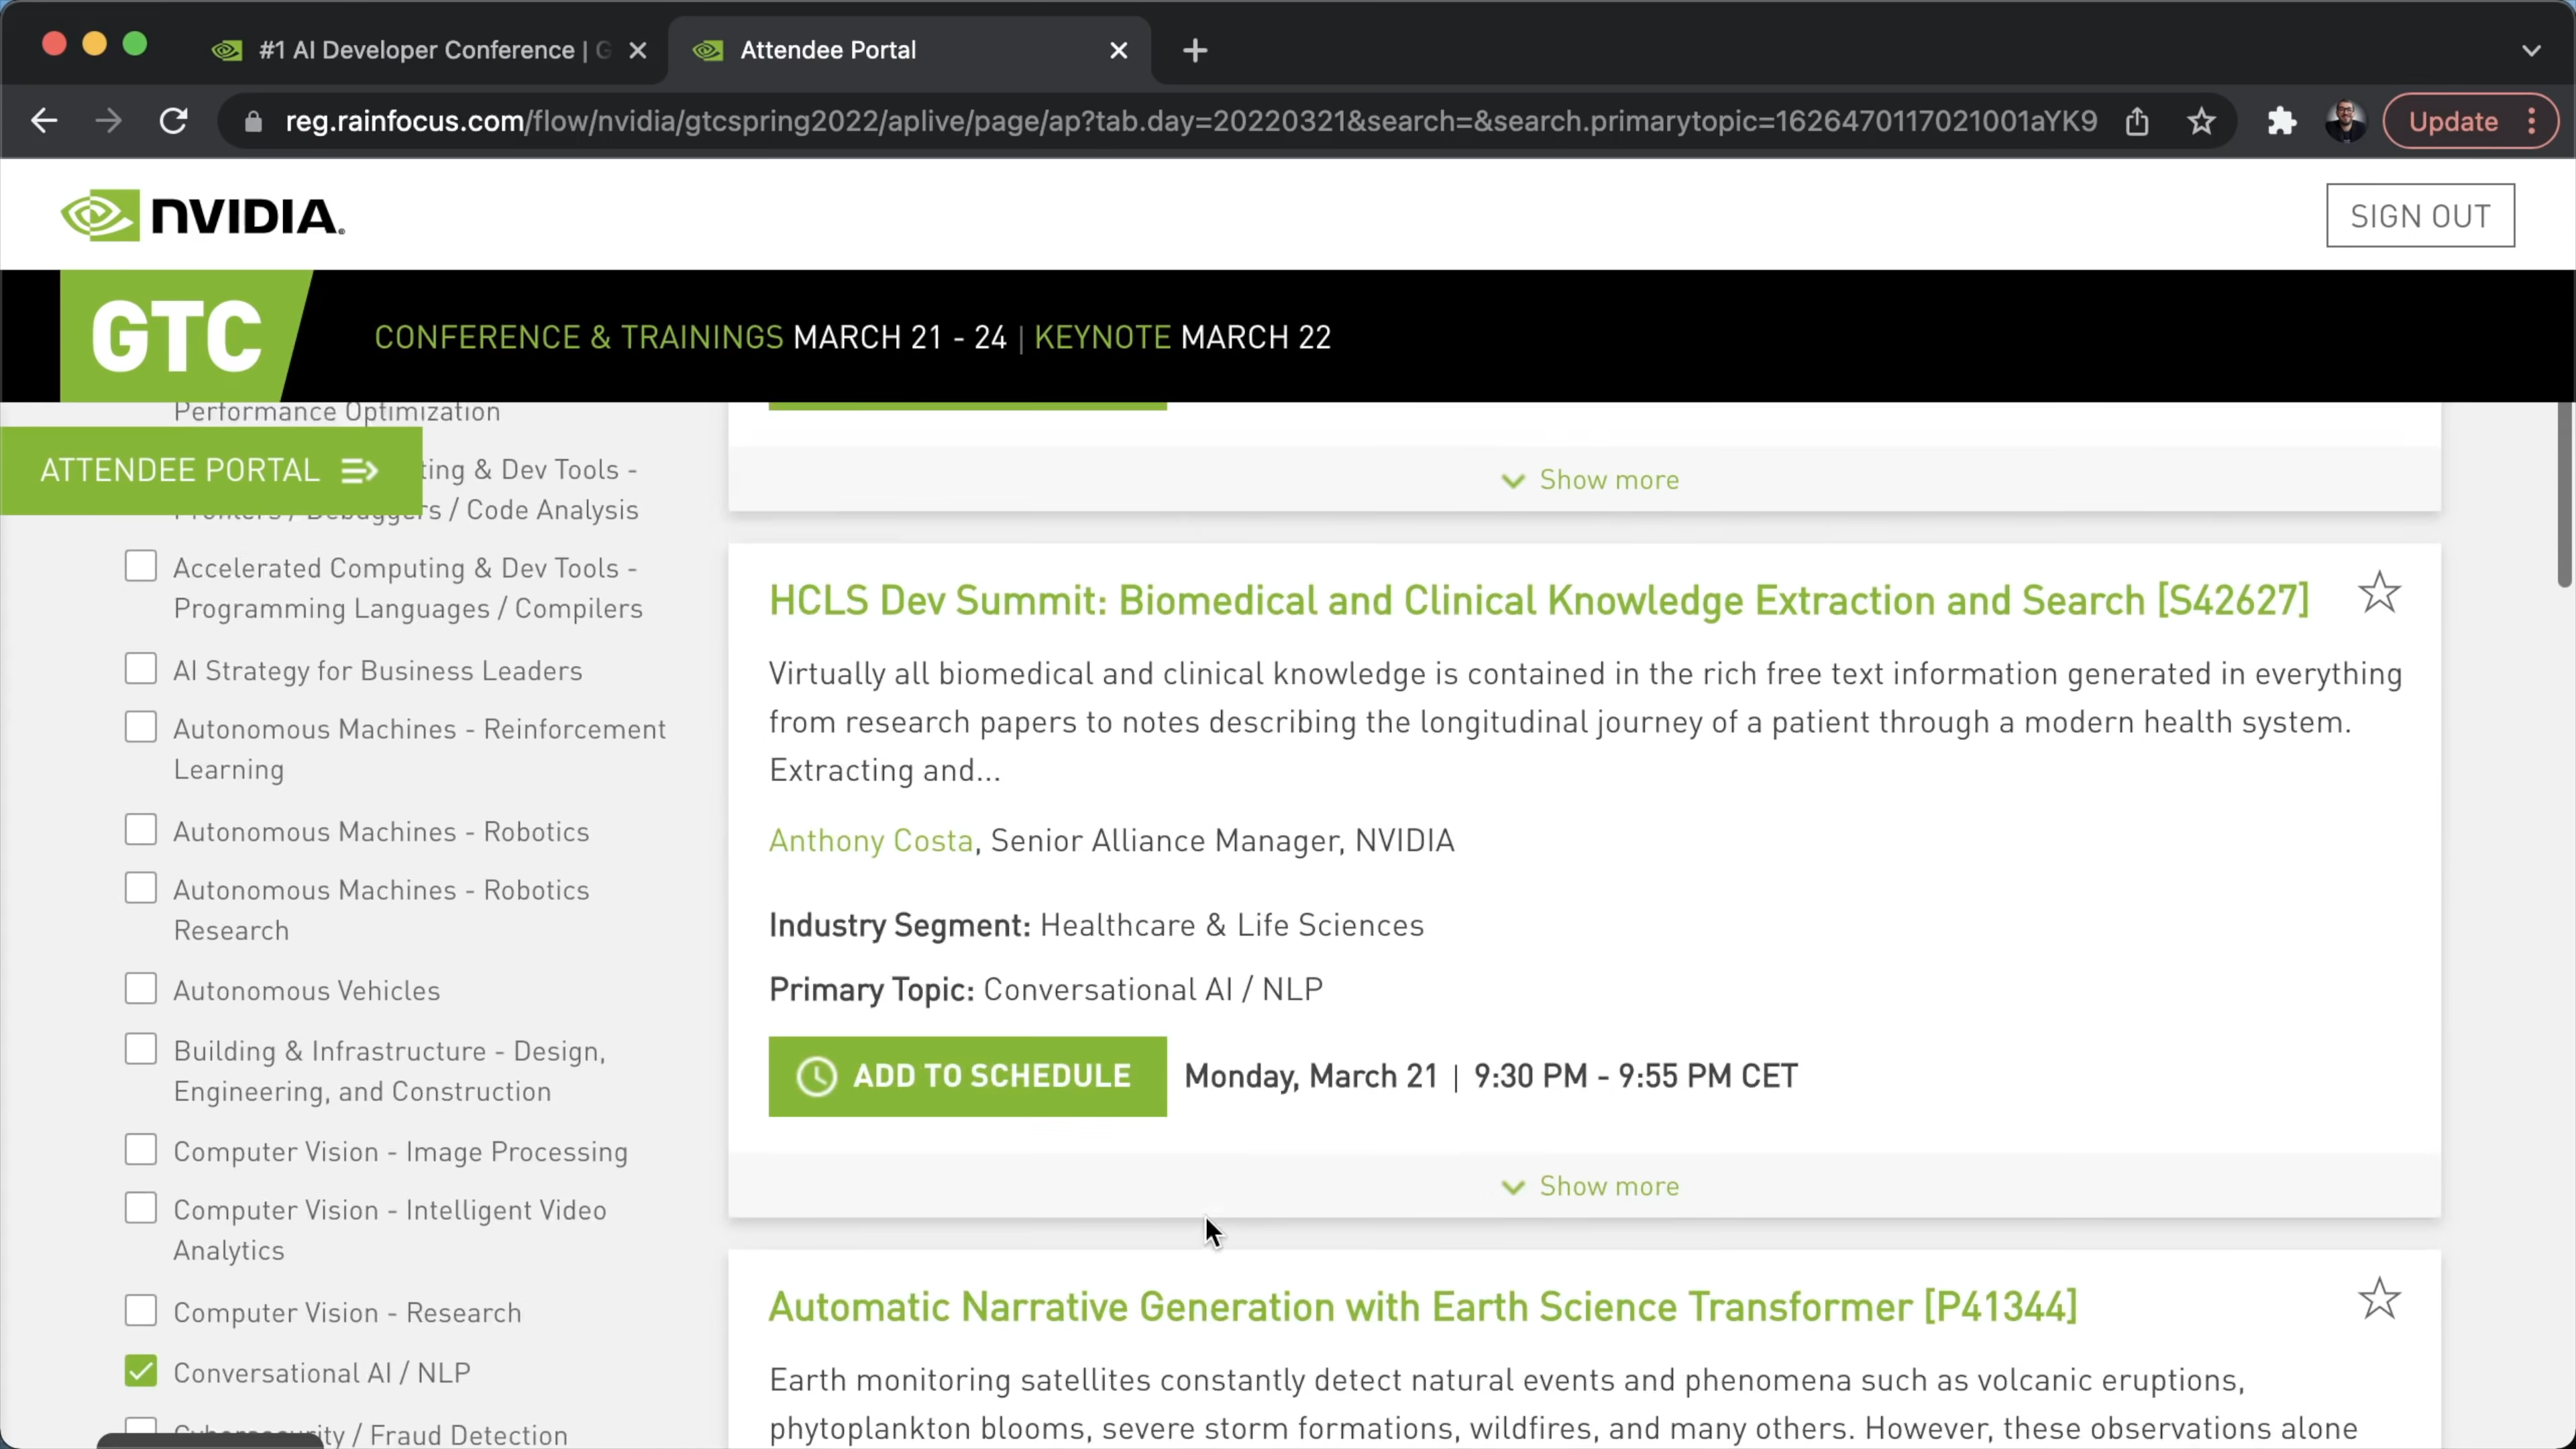 #1 AI Developer Conference | G
Attendee Portal
reg.rainfocus.com/flow/nvidia/gtcspring2022/aplive/page/ap?tab.day=20220321&search=&search.primarytopic=1626470117021001aYK9
Update
NVIDIA.
SIGN OUT
GTC
CONFERENCE & TRAININGS MARCH 21 - 24 | KEYNOTE MARCH 22
Performance Optimization
ATTENDEE PORTAL
ting & Dev Tools -
Profilers / Debuggers / Code Analysis
Accelerated Computing & Dev Tools -
Programming Languages / Compilers
AI Strategy for Business Leaders
Autonomous Machines - Reinforcement
Learning
Autonomous Machines - Robotics
Autonomous Machines - Robotics
Research
Autonomous Vehicles
Building & Infrastructure - Design,
Engineering, and Construction
Computer Vision - Image Processing
Computer Vision - Intelligent Video
Analytics
Computer Vision - Research
Conversational AI / NLP
Cybersecurity / Fraud Detection
Show more
HCLS Dev Summit: Biomedical and Clinical Knowledge Extraction and Search [S42627]
Virtually all biomedical and clinical knowledge is contained in the rich free text information generated in everything
from research papers to notes describing the longitudinal journey of a patient through a modern health system.
Extracting and...
Anthony Costa, Senior Alliance Manager, NVIDIA
Industry Segment: Healthcare & Life Sciences
Primary Topic: Conversational AI / NLP
ADD TO SCHEDULE Monday, March 21 | 9:30 PM - 9:55 PM CET
Show more
Automatic Narrative Generation with Earth Science Transformer [P41344]
Earth monitoring satellites constantly detect natural events and phenomena such as volcanic eruptions,
phytoplankton blooms, severe storm formations, wildfires, and many others. However, these observations alone